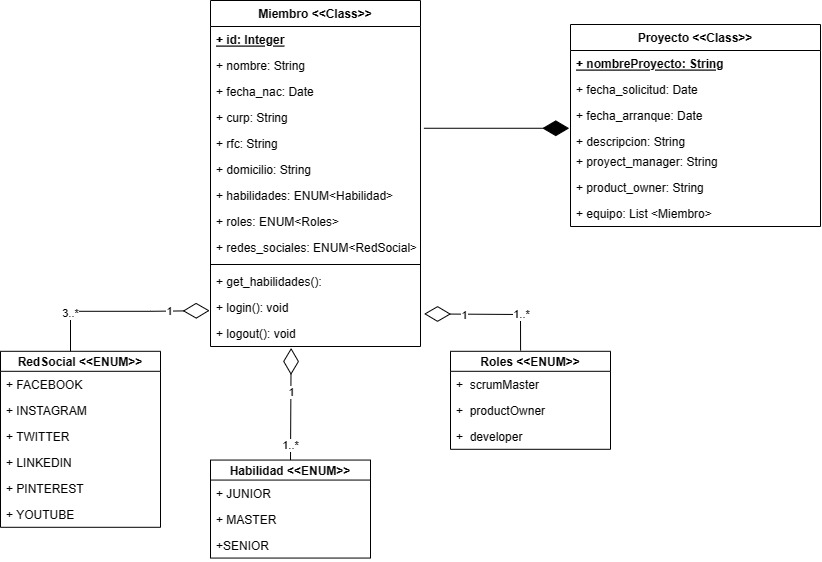 Miembro <<Class>>
+ id: Integer
+ nombre: String
+ fecha_nac: Date
+ curp: String
+ rfc: String
+ domicilio: String
+ habilidades: ENUM<Habilidad>
+ roles: ENUM<Roles>
+ redes_sociales: ENUM<RedSocial>
+ get_habilidades():
+ login(): void
+ logout(): void
Proyecto <<Class>>
+ nombreProyecto: String
+ fecha_solicitud: Date
+ fecha_arranque: Date
+ descripcion: String
+ proyect_manager: String
+ product_owner: String
+ equipo: List <Miembro>
3..*
1
1
1..*
1
1..*
RedSocial <<ENUM>>
+ FACEBOOK
+ INSTAGRAM
+ TWITTER
+ LINKEDIN
+ PINTEREST
+ YOUTUBE
Habilidad <<ENUM>>
+ JUNIOR
+ MASTER
+SENIOR
Roles <<ENUM>>
+ scrumMaster
+ productOwner
+ developer